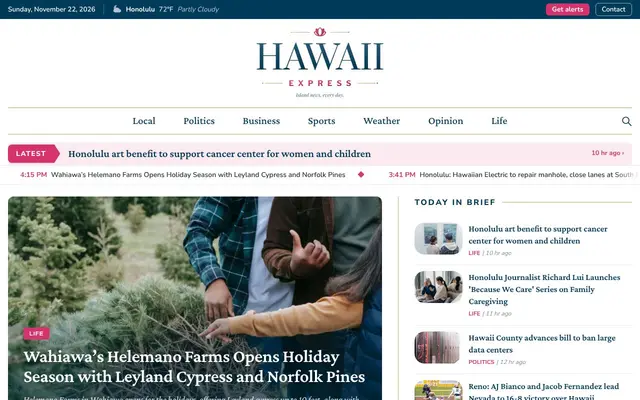 Sunday, November 22, 2026
Honolulu 72°F Partly Cloudy
Get alerts
Contact
HAWAII
EXPRESS
Island news, every day.
Local Politics Business Sports Weather Opinion Life
LATEST
Honolulu art benefit to support cancer center for women and children
10 hr ago
4:15 PM Wahiawa's Helemano Farms Opens Holiday Season with Leyland Cypress and Norfolk Pines
3:41 PM Honolulu: Hawaiian Electric to repair manhole, close lanes at South
LIFE
Wahiawa's Helemano Farms Opens Holiday
Season with Leyland Cypress and Norfolk Pines
TODAY IN BRIEF
Honolulu art benefit to support cancer
center for women and children
LIFE | 10 hr ago
Honolulu Journalist Richard Lui Launches
'Because We Care' Series on Family
Caregiving
LIFE | 11 hr ago
Hawaii County advances bill to ban large
data centers
POLITICS | 12 hr ago
Reno: AJ Bianco and Jacob Fernandez lead
Nevada to 16-8 victory over Hawaii